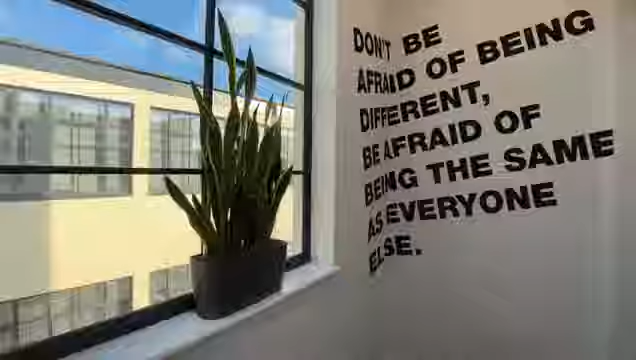 DON'T BE
AFRAID OF BEING
DIFFERENT,
BE AFRAID OF
BEING THE SAME
AS EVERYONE
ELSE.